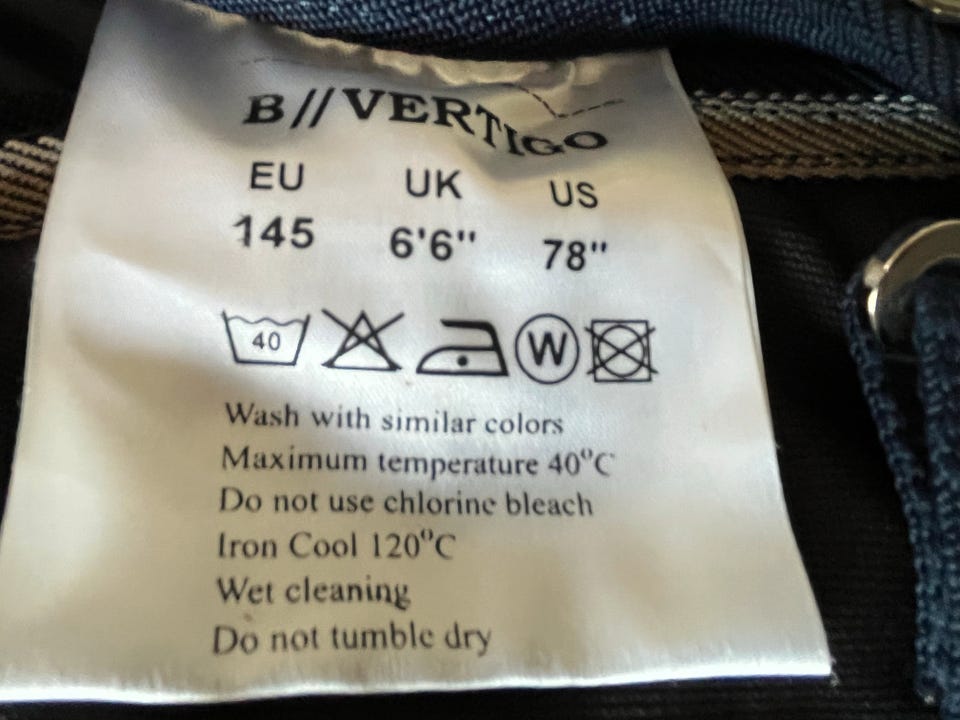 B//VERTIGO
EU UK US
145 6'6" 78"
40 W
Wash with similar colors
Maximum temperature 40°C
Do not use chlorine bleach
Iron Cool 120°C
Wet cleaning
Do not tumble dry